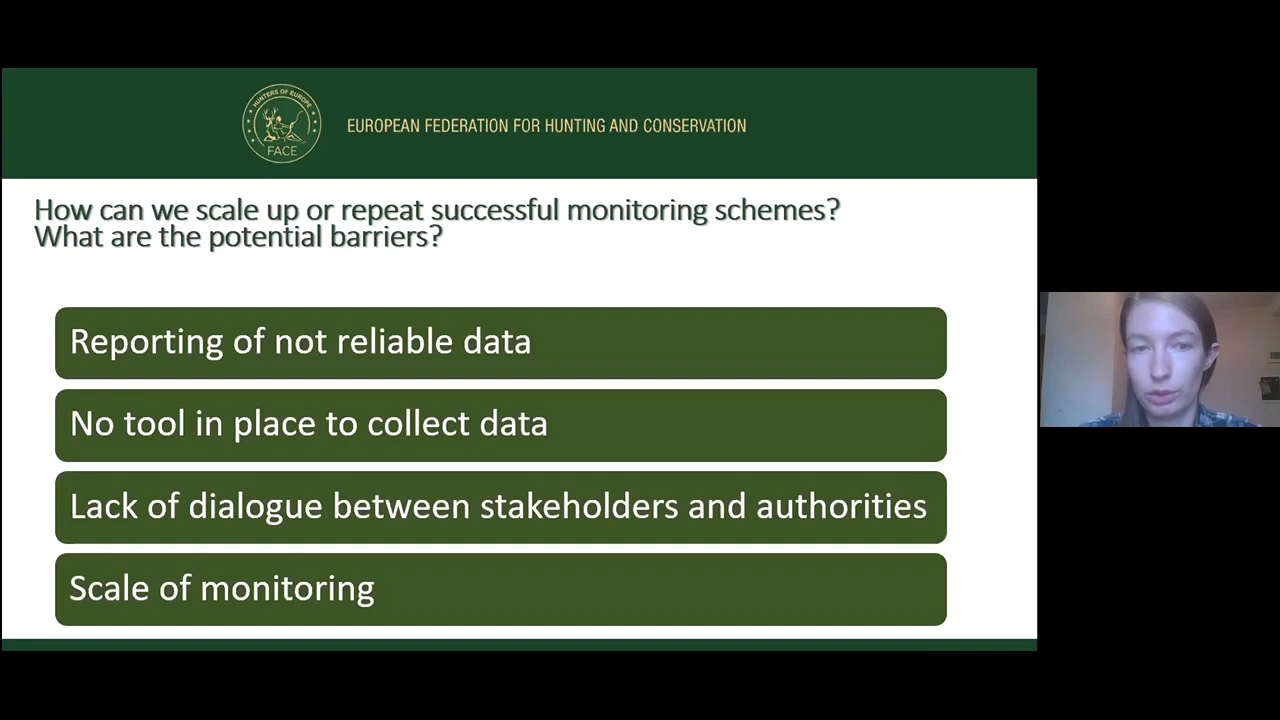 HUNTERS OF EUROPE
FACE
EUROPEAN FEDERATION FOR HUNTING AND CONSERVATION
How can we scale up or repeat successful monitoring schemes?
What are the potential barriers?
Reporting of not reliable data
No tool in place to collect data
Lack of dialogue between stakeholders and authorities
Scale of monitoring